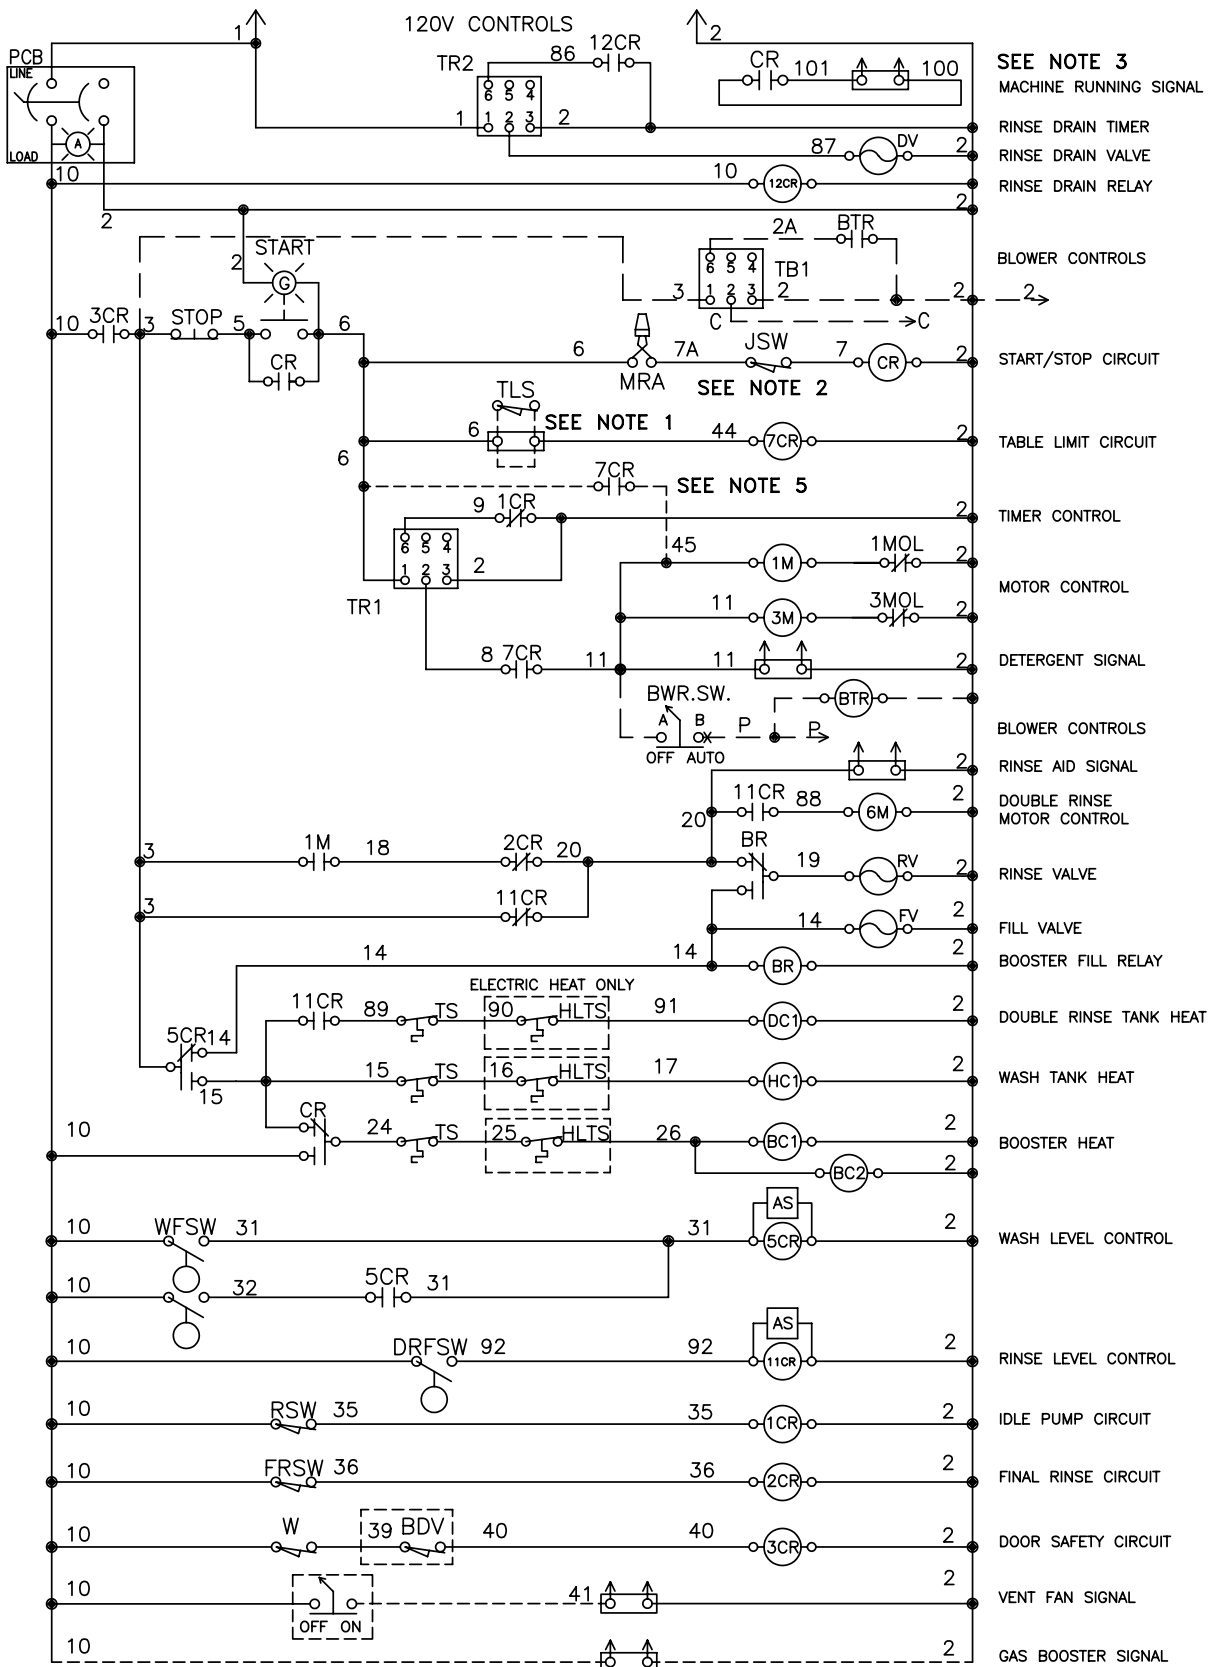 120V CONTROLS
1
2
PCB
LINE
A
LOAD
TR2 86 12CR
6 5 4
1 2 3
1 2
CR 101 100
SEE NOTE 3
MACHINE RUNNING SIGNAL
RINSE DRAIN TIMER
87 DV 2 RINSE DRAIN VALVE
10 10 12CR 2 RINSE DRAIN RELAY
2 2
START
2 G
2A BTR
6 5 4 TB1
1 2 3
3 2 2 2
C C
BLOWER CONTROLS
10 3CR 3 STOP 5 6
CR
6 MRA 7A JSW 7 CR 2 START/STOP CIRCUIT
SEE NOTE 2
TLS
SEE NOTE 1
6 44 7CR 2 TABLE LIMIT CIRCUIT
6
7CR
SEE NOTE 5
9 1CR 2 TIMER CONTROL
6 5 4
1 2 3 2
TR1
45 1M 1MOL 2
MOTOR CONTROL
11 3M 3MOL 2
8 7CR 11 11 2 DETERGENT SIGNAL
BWR.SW.
A B P P
OFF AUTO
BTR
BLOWER CONTROLS
2 RINSE AID SIGNAL
20 11CR 88 6M 2 DOUBLE RINSE
MOTOR CONTROL
3 1M 18 2CR 20 BR 19 RV 2 RINSE VALVE
3 11CR
14 FV 2 FILL VALVE
14 14 BR 2 BOOSTER FILL RELAY
ELECTRIC HEAT ONLY
11CR 89 TS 90 HLTS 91 DC1 2 DOUBLE RINSE TANK HEAT
5CR 14
15 15 TS 16 HLTS 17 HC1 2 WASH TANK HEAT
10 CR 24 TS 25 HLTS 26 BC1 2 BOOSTER HEAT
BC2 2
AS
10 WFSW 31 31 5CR 2 WASH LEVEL CONTROL
10 32 5CR 31
AS
10 DRFSW 92 92 11CR 2 RINSE LEVEL CONTROL
10 RSW 35 35 1CR 2 IDLE PUMP CIRCUIT
10 FRSW 36 36 2CR 2 FINAL RINSE CIRCUIT
10 W 39 BDV 40 40 3CR 2 DOOR SAFETY CIRCUIT
10 41 2 VENT FAN SIGNAL
OFF ON
10 2 GAS BOOSTER SIGNAL